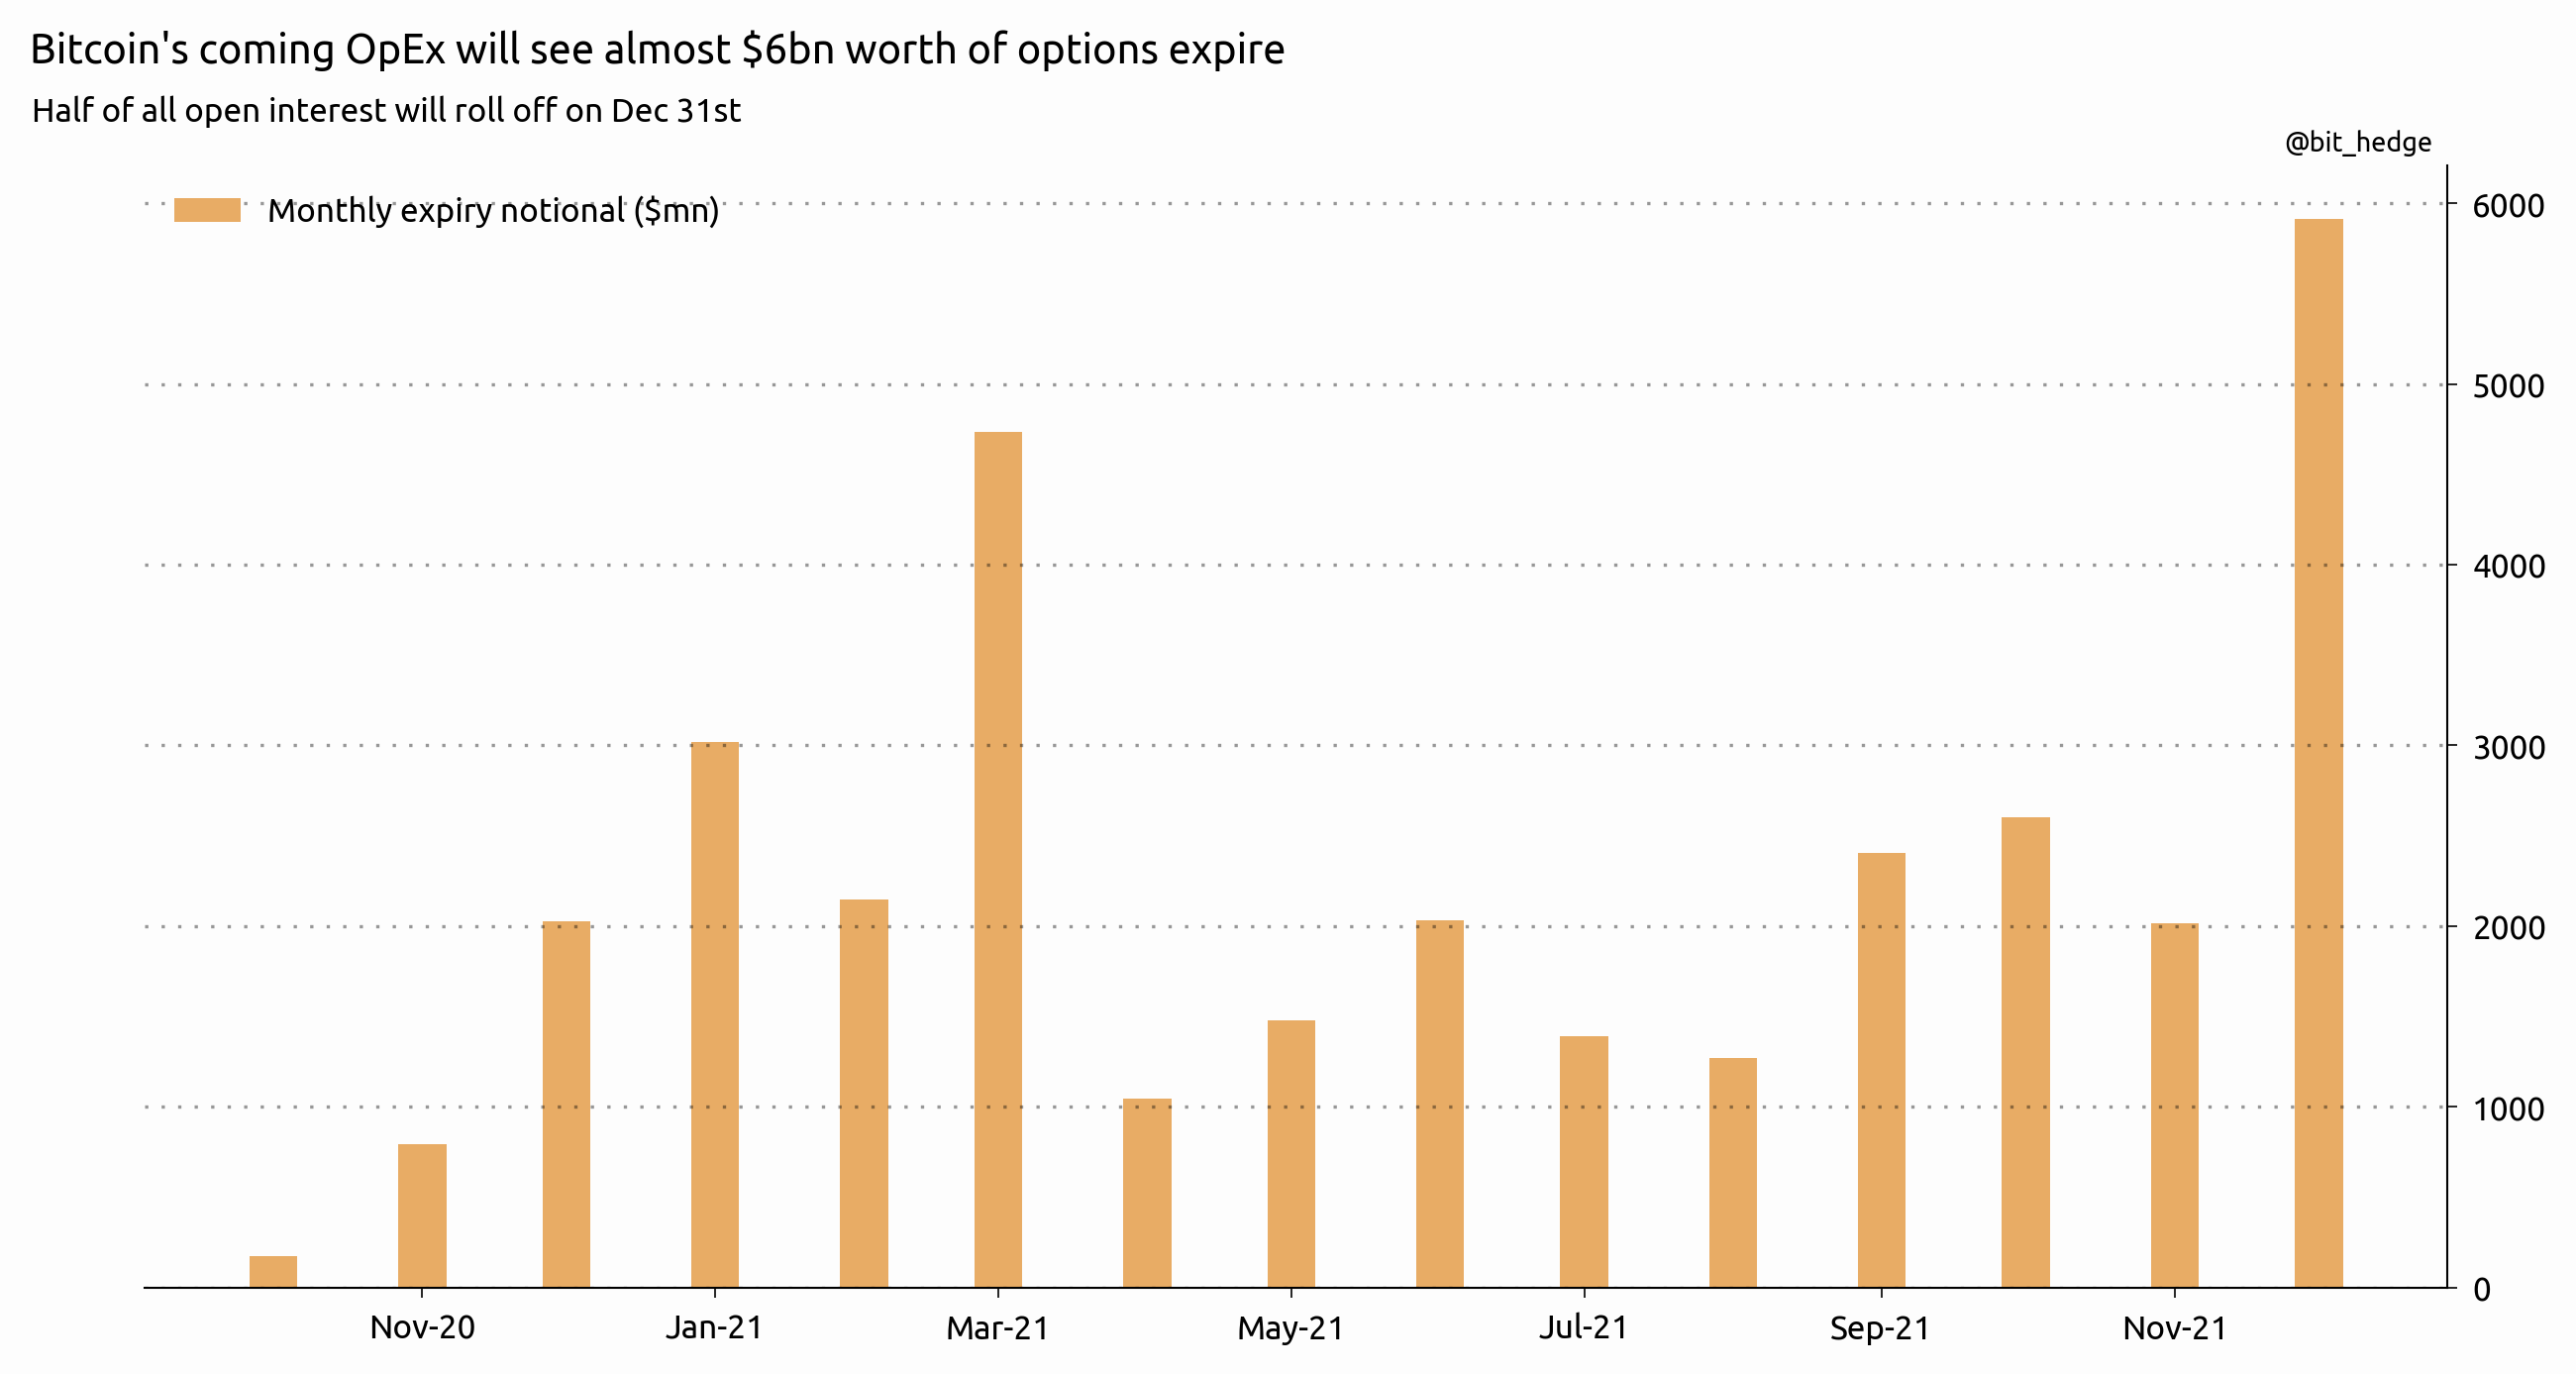 Bitcoin's coming OpEx will see almost $6bn worth of options expire
Half of all open interest will roll off on Dec 31st
@bit_hedge
Monthly expiry notional ($mn)
6000
5000
4000
3000
2000
1000
0
Nov-20 Jan-21 Mar-21 May-21 Jul-21 Sep-21 Nov-21